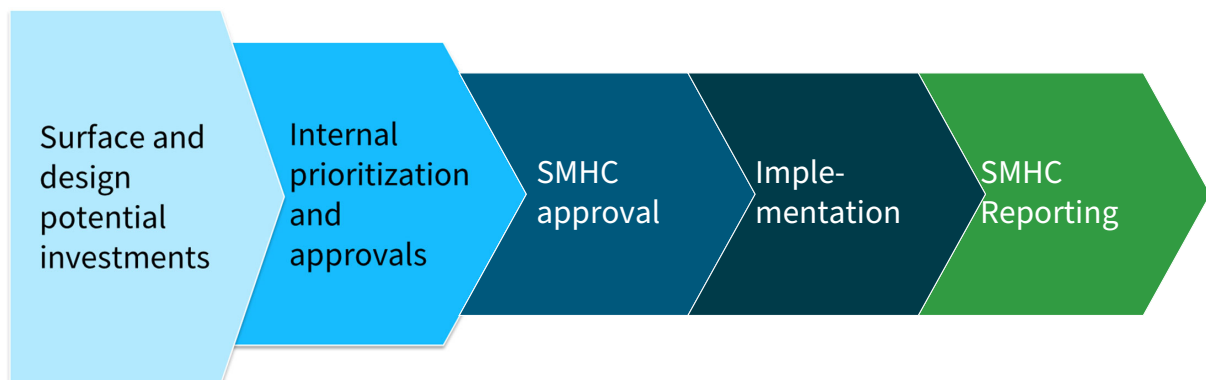 Surface and
design
potential
investments
Internal
prioritization
and
approvals
SMHC
approval
Imple-
mentation
SMHC
Reporting